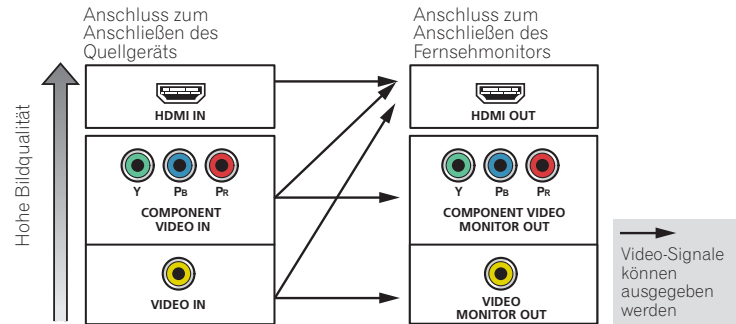 Anschluss zum
Anschließen des
Quellgeräts
Anschluss zum
Anschließen des
Fernsehmonitors
Hohe Bildqualität
HDMI IN
HDMI OUT
Y PB PR
COMPONENT
VIDEO IN
Y PB PR
COMPONENT VIDEO
MONITOR OUT
VIDEO IN
VIDEO
MONITOR OUT
Video-Signale
können
ausgegeben
werden